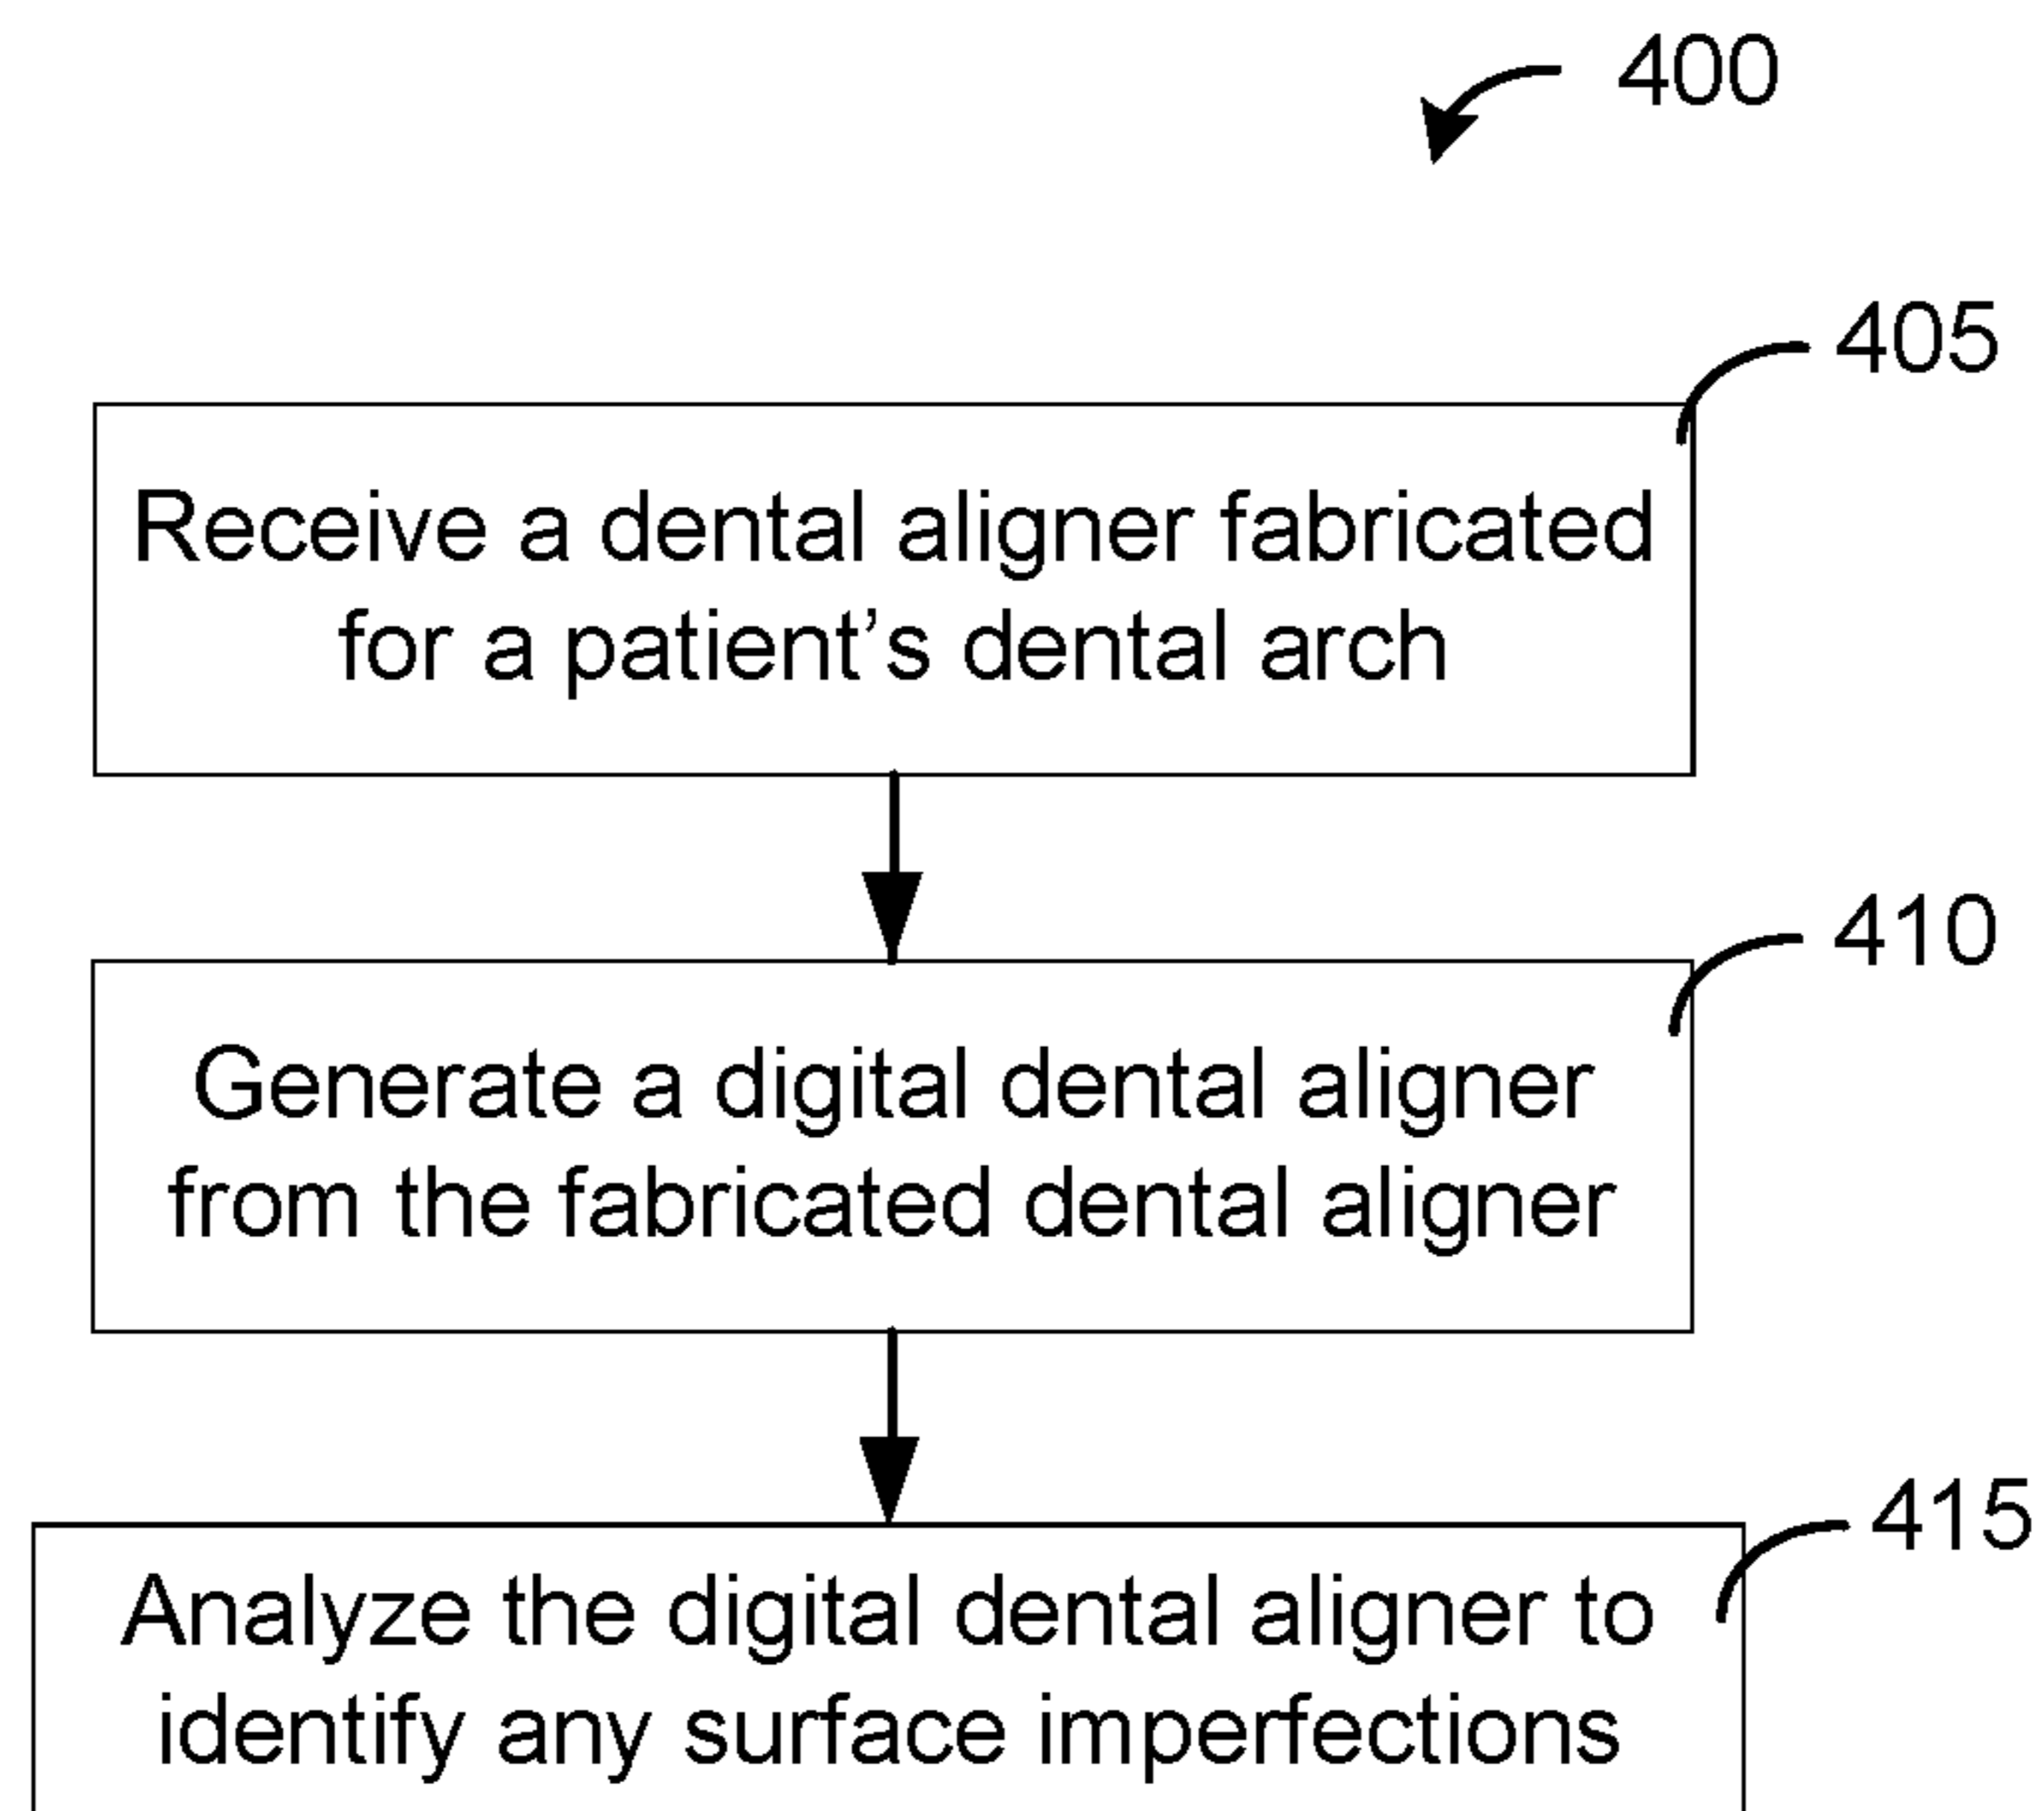 400
405
Receive a dental aligner fabricated
for a patient’s dental arch
410
Generate a digital dental aligner
from the fabricated dental aligner
415
Analyze the digital dental aligner to
identify any surface imperfections